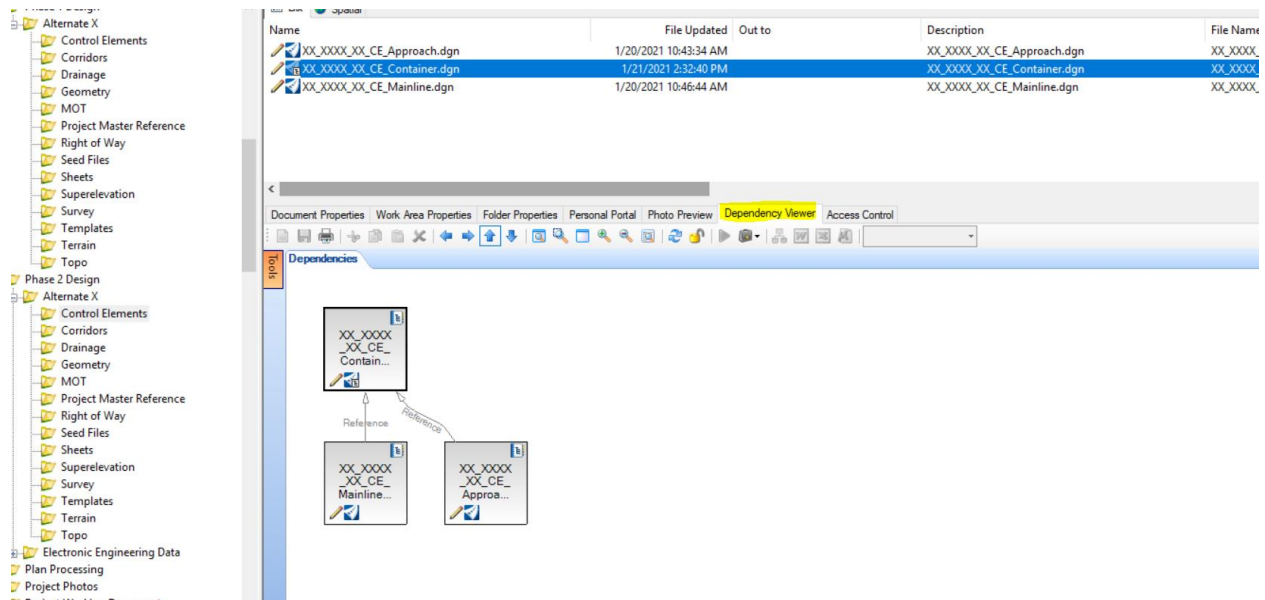 Alternate X
Control Elements
Corridors
Drainage
Geometry
MOT
Project Master Reference
Right of Way
Seed Files
Sheets
Superelevation
Survey
Templates
Terrain
Topo
Phase 2 Design
Alternate X
Control Elements
Corridors
Drainage
Geometry
MOT
Project Master Reference
Right of Way
Seed Files
Sheets
Superelevation
Survey
Templates
Terrain
Topo
Electronic Engineering Data
Plan Processing
Project Photos
Spatial
Name File Updated Out to Description File Name
XX_XXXX_XX_CE_Approach.dgn 1/20/2021 10:43:34 AM XX_XXXX_XX_CE_Approach.dgn XX_XXXX_
XX_XXXX_XX_CE_Container.dgn 1/21/2021 2:32:40 PM XX_XXXX_XX_CE_Container.dgn XX_XXXX_
XX_XXXX_XX_CE_Mainline.dgn 1/20/2021 10:46:44 AM XX_XXXX_XX_CE_Mainline.dgn XX_XXXX_
Document Properties Work Area Properties Folder Properties Personal Portal Photo Preview Dependency Viewer Access Control
Tools
Dependencies
XX_XXXX
_XX_CE_
Contain...
Reference
Reference
XX_XXXX
_XX_CE_
Mainline...
XX_XXXX
_XX_CE_
Approa...